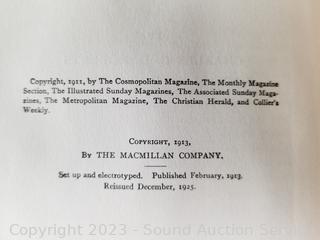 Copyright, 1911, by The Cosmopolitan Magazine, The Monthly Magazine
Section, The Illustrated Sunday Magazines, The Associated Sunday Maga-
zines, The Metropolitan Magazine, The Christian Herald, and Collier's
Weekly.
Copyright, 1913,
By THE MACMILLAN COMPANY.
Set up and electrotyped. Published February, 1913.
Reissued December, 1925.
Copyright 2023 - Sound Auction Service